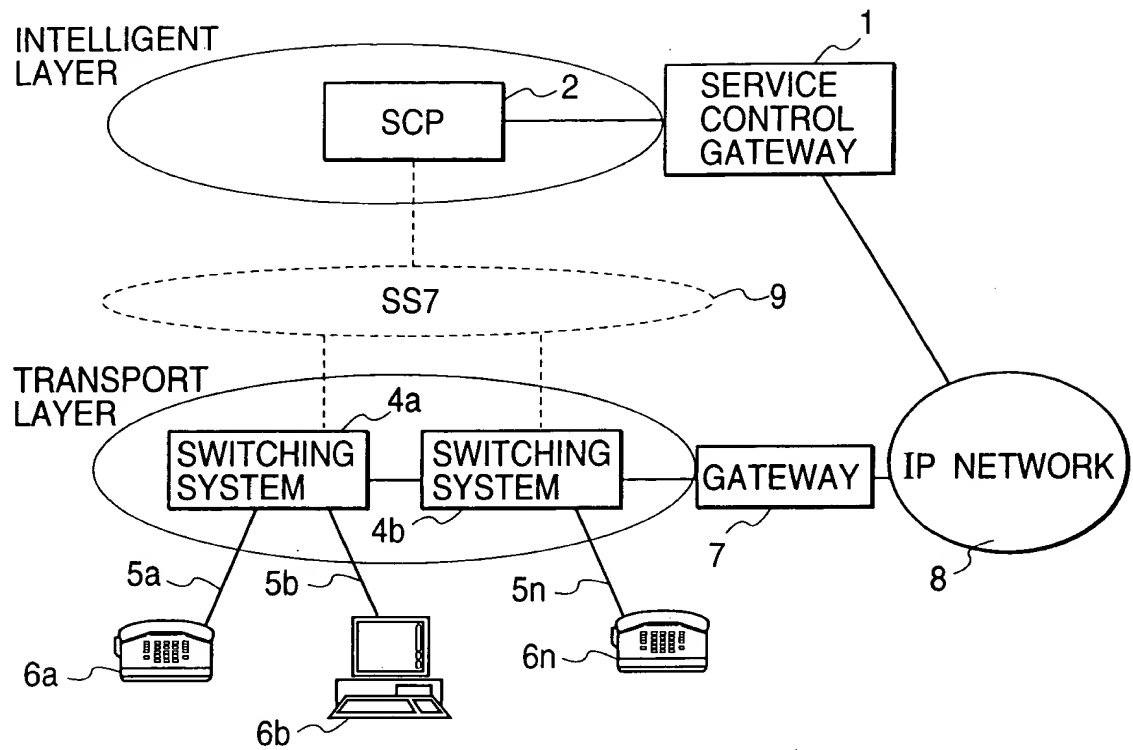 INTELLIGENT
LAYER
1
2
SCP
SERVICE
CONTROL
GATEWAY
SS7
9
TRANSPORT
LAYER
4a
SWITCHING
SYSTEM
SWITCHING
SYSTEM
4b
GATEWAY
7
IP NETWORK
8
5a
5b
5n
6a
6b
6n